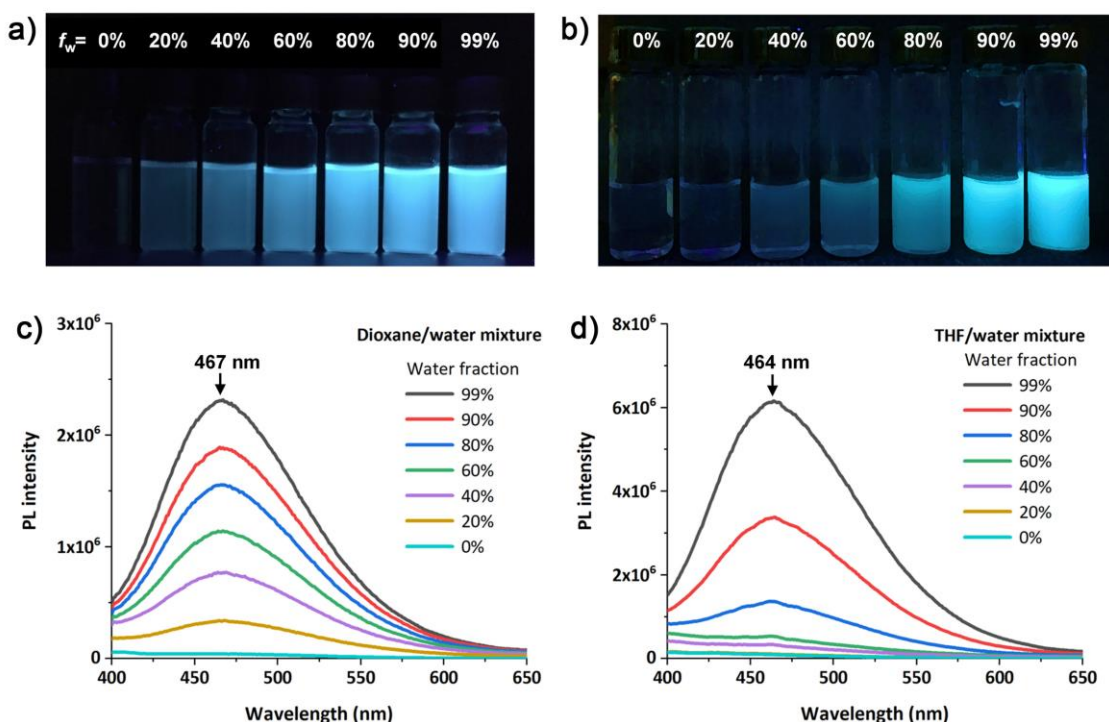 a)
f_w= 0% 20% 40% 60% 80% 90% 99%
b)
0% 20% 40% 60% 80% 90% 99%
c)
Dioxane/water mixture
467 nm
Water fraction
99%
90%
80%
60%
40%
20%
0%
3x10⁶
2x10⁶
1x10⁶
0
PL intensity
400 450 500 550 600 650
Wavelength (nm)
d)
THF/water mixture
464 nm
Water fraction
99%
90%
80%
60%
40%
20%
0%
8x10⁶
6x10⁶
4x10⁶
2x10⁶
0
PL intensity
400 450 500 550 600 650
Wavelength (nm)